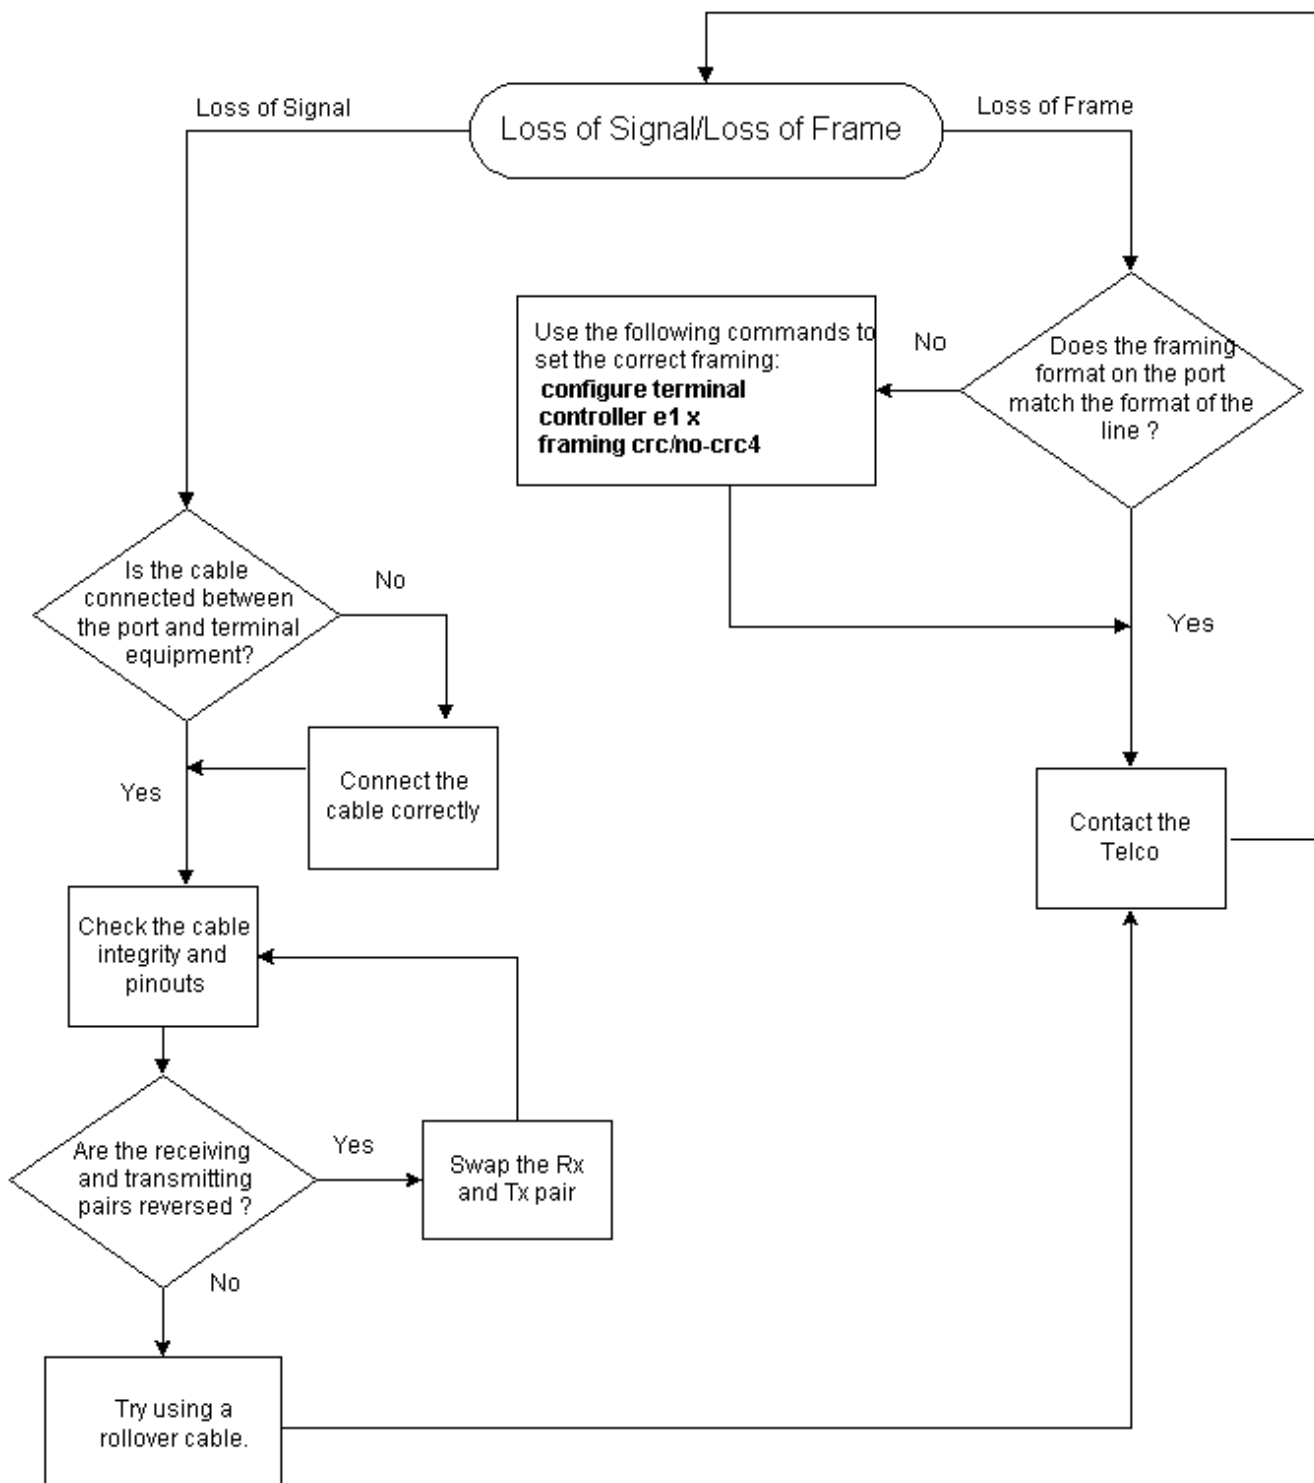 Loss of Signal
Loss of Signal/Loss of Frame
Loss of Frame
Use the following commands to
set the correct framing:
configure terminal
controller e1 x
framing crc/no-crc4
No
Does the framing
format on the port
match the format of the
line ?
Is the cable
connected between
the port and terminal
equipment?
No
Yes
Yes
Connect the
cable correctly
Contact the
Telco
Check the cable
integrity and
pinouts
Are the receiving
and transmitting
pairs reversed ?
Yes
Swap the Rx
and Tx pair
No
Try using a
rollover cable.